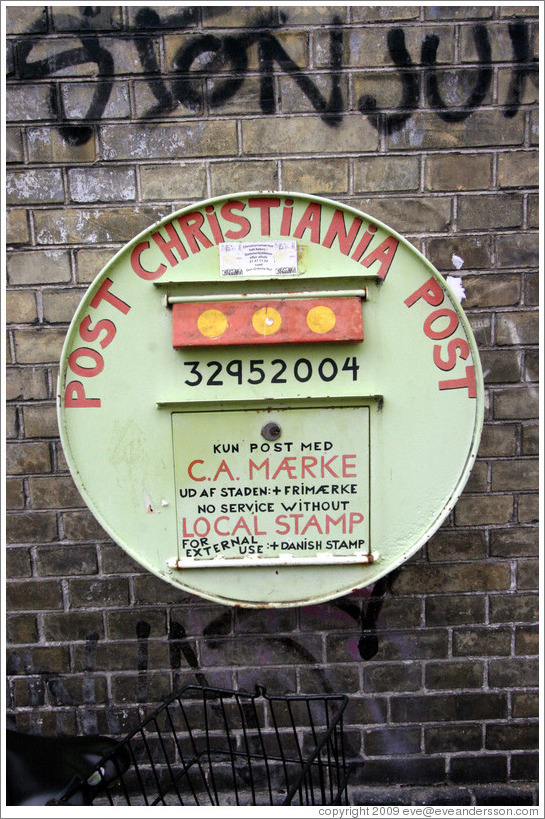 SIONJU
POST CHRISTIANIA POST
32952004
KUN POST MED
C.A. MÆRKE
UD AF STADEN:+FRIMÆRKE
NO SERVICE WITHOUT
LOCAL STAMP
FOR EXTERNAL USE:+DANISH STAMP
copyright 2009 eve@eveandersson.com